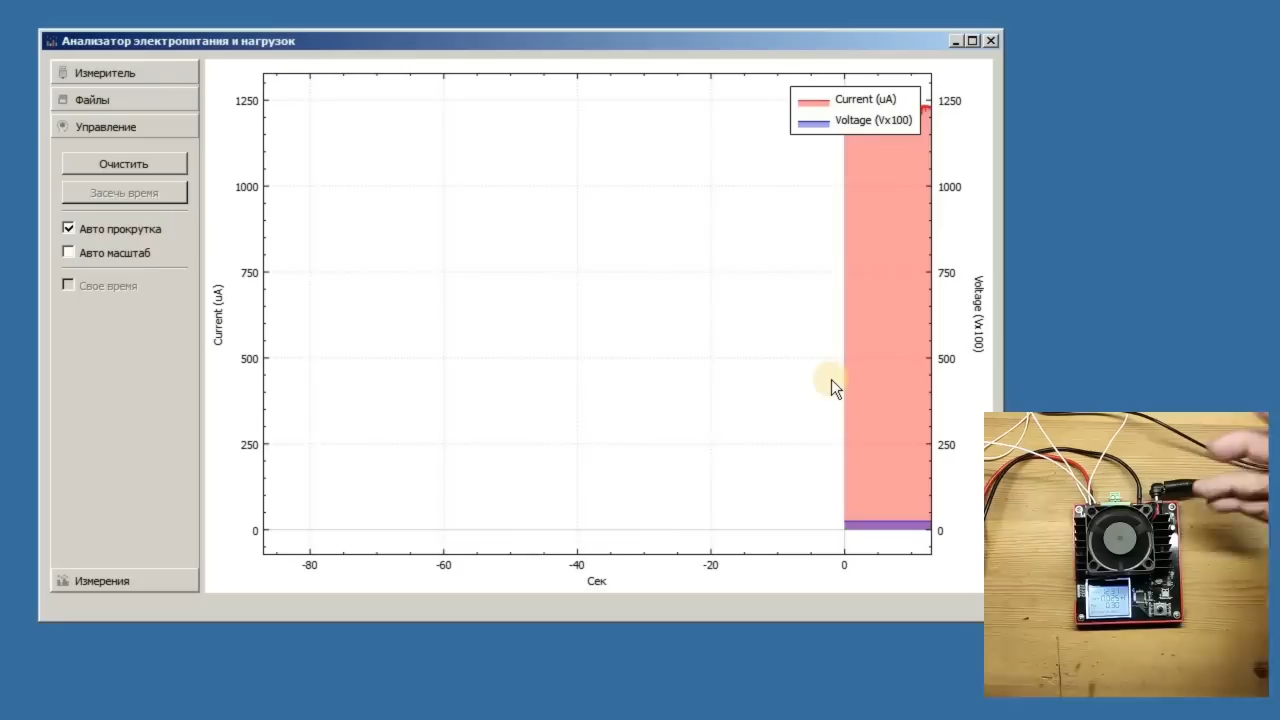 Анализатор электропитания и нагрузок
Измеритель
Файлы
Управление
Очистить
Засечь время
Авто прокрутка
Авто масштаб
Свое время
Измерения
Current (uA)
Voltage (Vx100)
1250
1000
750
500
250
0
Current (uA)
1250
1000
750
500
250
0
Voltage (Vx100)
-80
-60
-40
-20
0
Сек